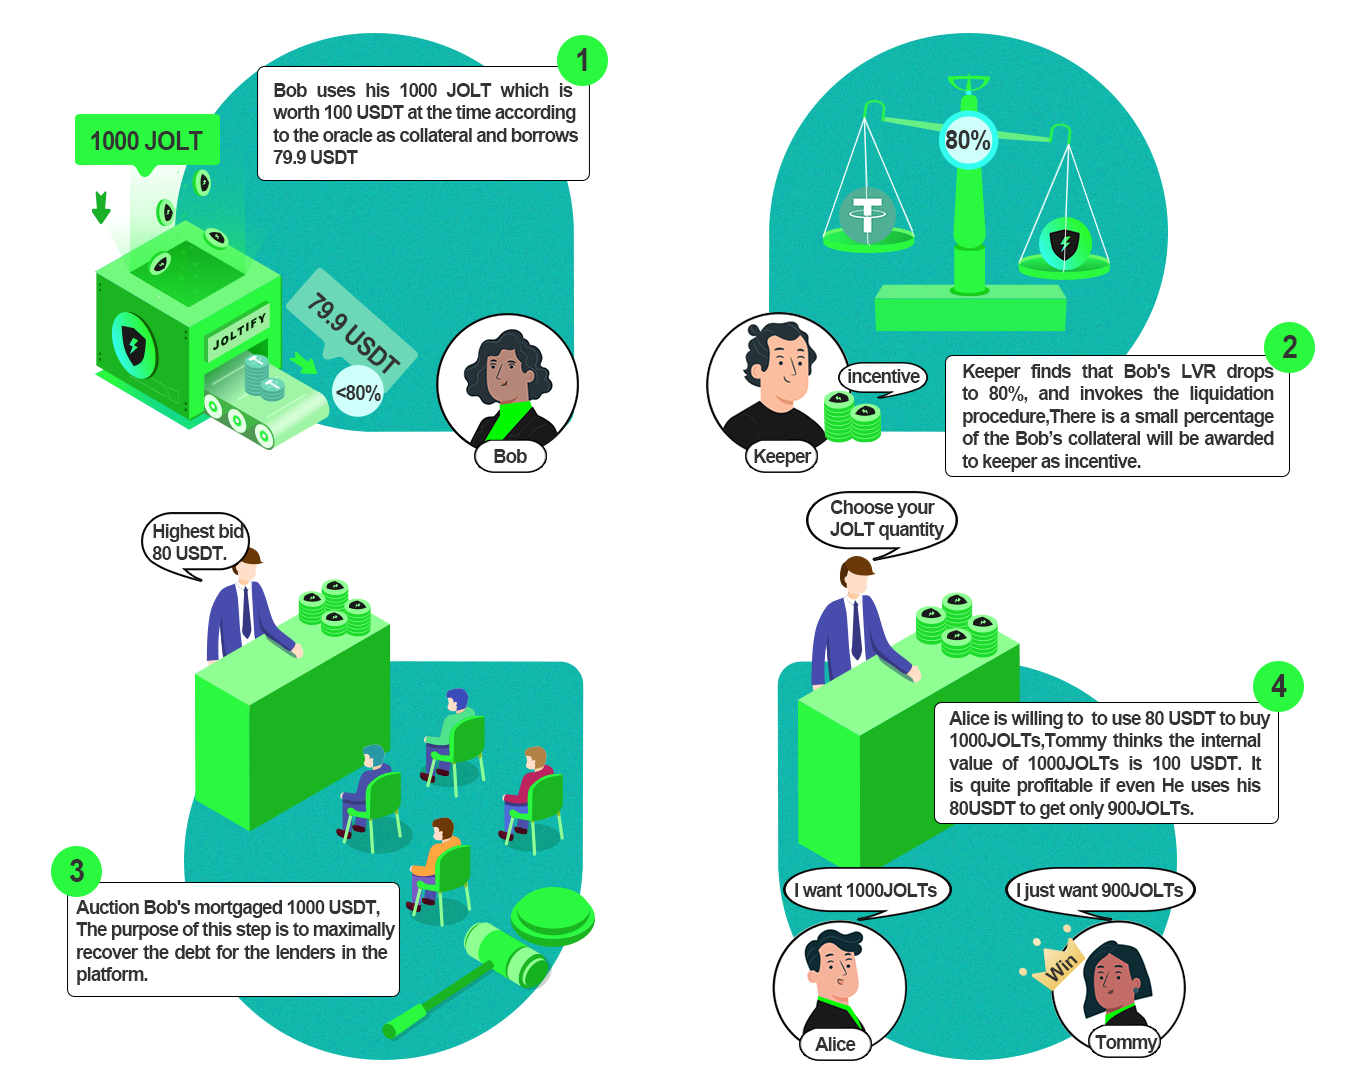 1
Bob uses his 1000 JOLT which is
worth 100 USDT at the time according
to the oracle as collateral and borrows
79.9 USDT
1000 JOLT
JOLTIFY
79.9 USDT
<80%
Bob
80%
2
Keeper finds that Bob's LVR drops
to 80%, and invokes the liquidation
procedure,There is a small percentage
of the Bob’s collateral will be awarded
to keeper as incentive.
incentive
Keeper
Highest bid
80 USDT.
3
Auction Bob's mortgaged 1000 USDT,
The purpose of this step is to maximally
recover the debt for the lenders in the
platform.
Choose your
JOLT quantity
4
Alice is willing to to use 80 USDT to buy
1000JOLTs,Tommy thinks the internal
value of 1000JOLTs is 100 USDT. It
is quite profitable if even He uses his
80USDT to get only 900JOLTs.
I want 1000JOLTs
I just want 900JOLTs
Win
Alice
Tommy